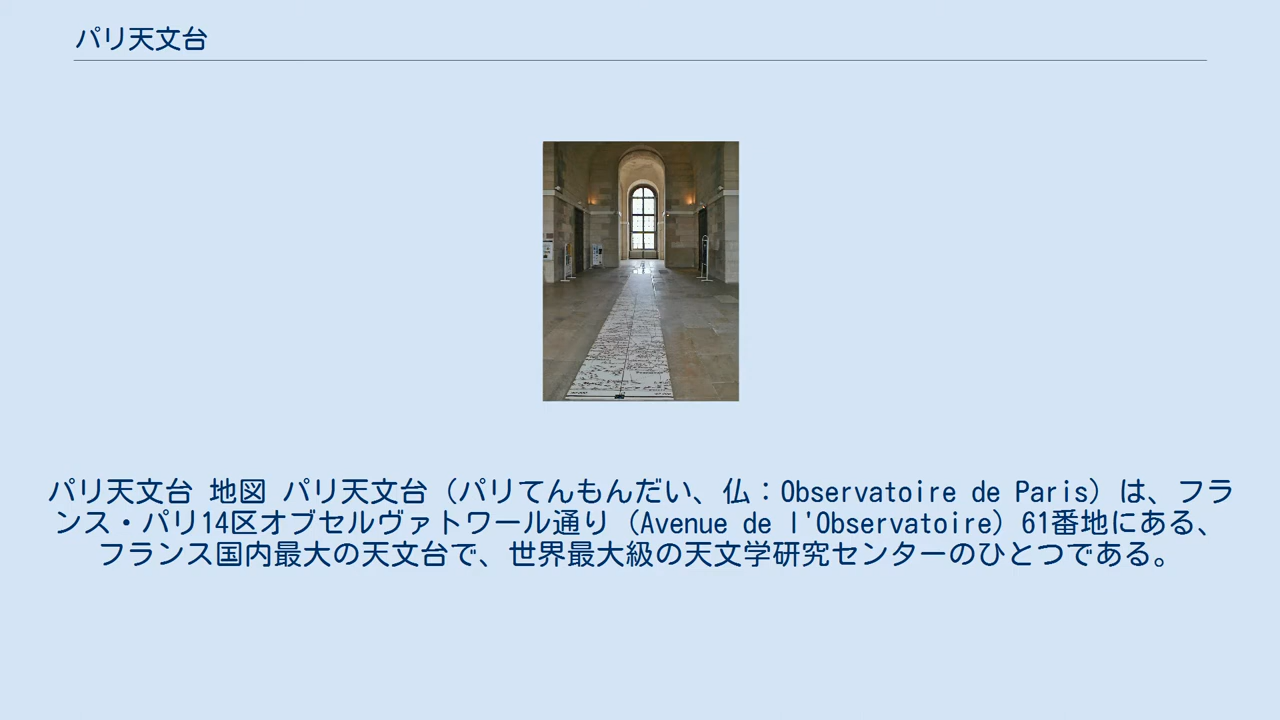 パリ天文台
パリ天文台 地図 パリ天文台（パリてんもんだい、仏：Observatoire de Paris）は、フラ
ンス・パリ14区オブセルヴァトワール通り（Avenue de l'Observatoire）61番地にある、
フランス国内最大の天文台で、世界最大級の天文学研究センターのひとつである。